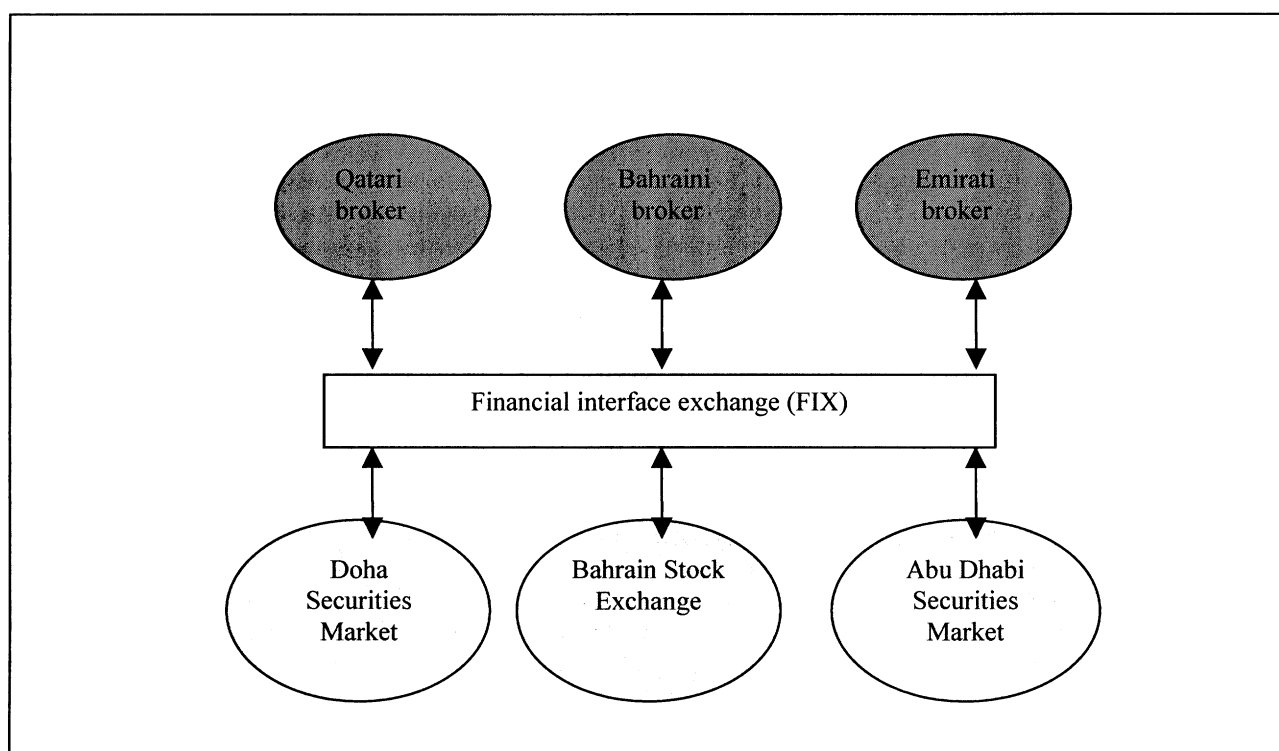 Qatari
broker
Bahraini
broker
Emirati
broker
Financial interface exchange (FIX)
Doha
Securities
Market
Bahrain Stock
Exchange
Abu Dhabi
Securities
Market